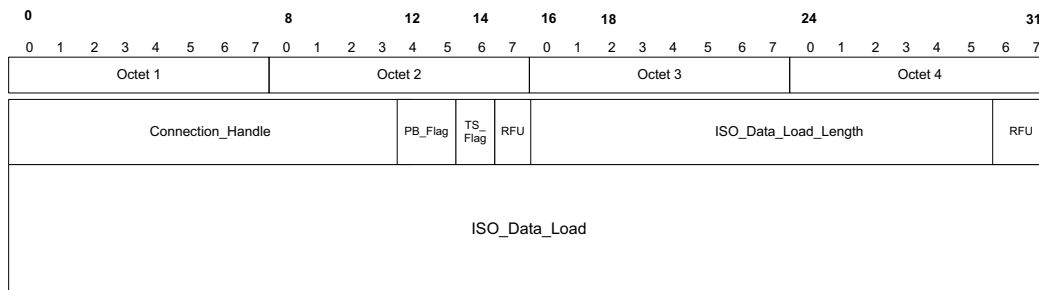 0 8 12 14 16 18 24 31
0 1 2 3 4 5 6 7 0 1 2 3 4 5 6 7 0 1 2 3 4 5 6 7 0 1 2 3 4 5 6 7
Octet 1 Octet 2 Octet 3 Octet 4
Connection_Handle PB_Flag TS_ Flag RFU ISO_Data_Load_Length RFU
ISO_Data_Load